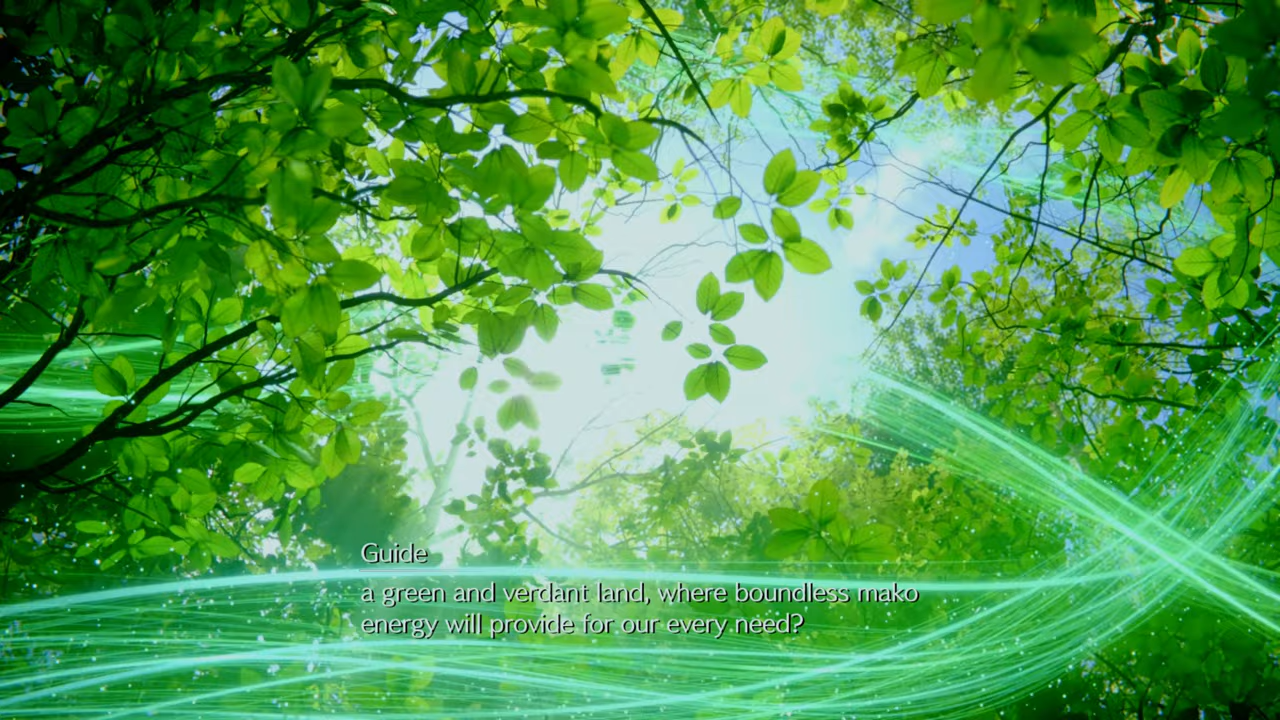 Guide
a green and verdant land, where boundless mako
energy will provide for our every need?